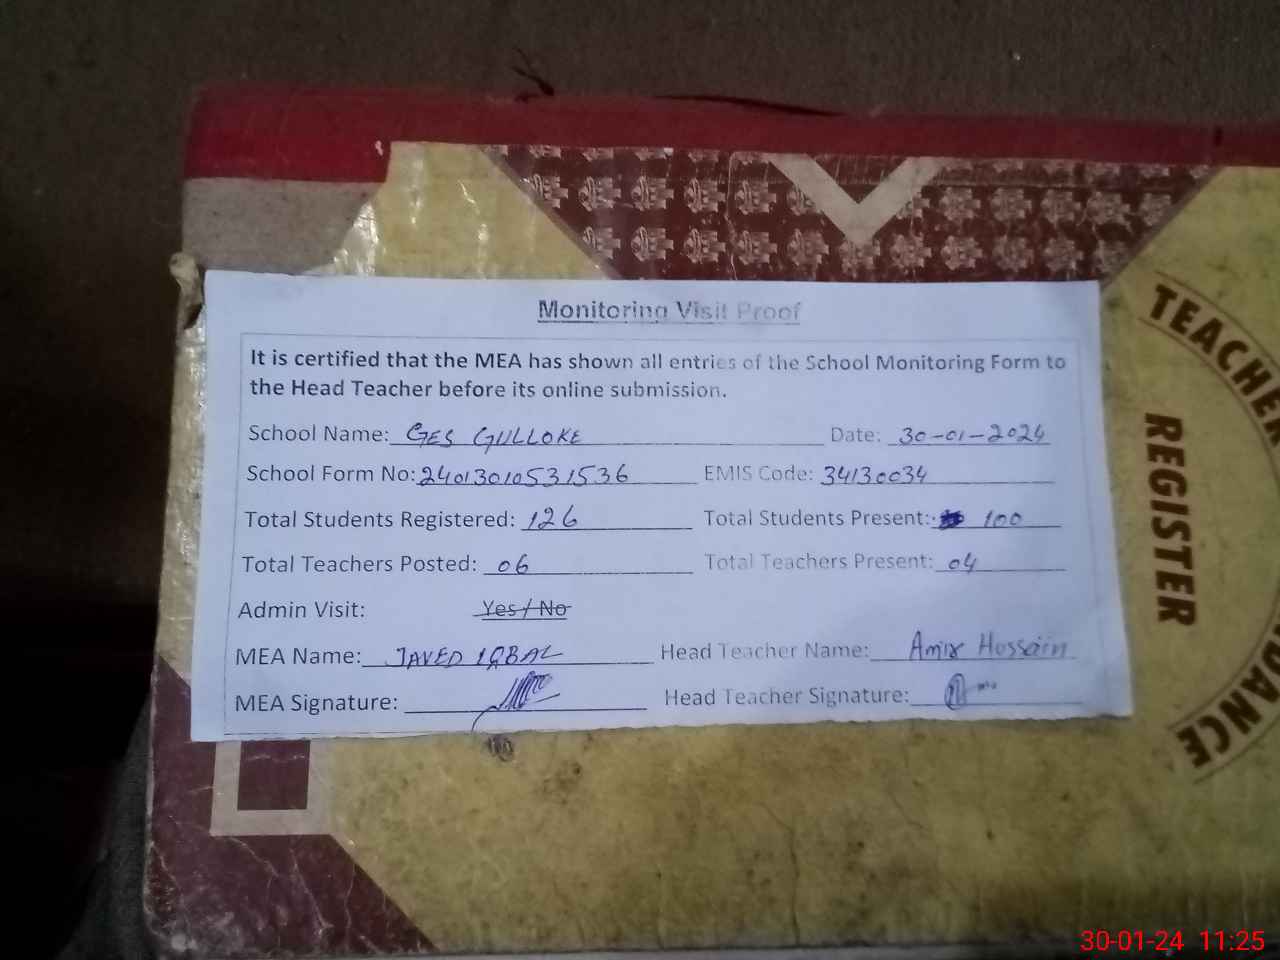 Monitoring Visit Proof
It is certified that the MEA has shown all entries of the School Monitoring Form to
the Head Teacher before its online submission.
School Name: GES GULLOKE Date: 30-01-2024
School Form No: 24013010531536 EMIS Code: 34130034
Total Students Registered: 126 Total Students Present: 100
Total Teachers Posted: 06 Total Teachers Present: 04
Admin Visit: Yes / No
MEA Name: JAVED IQBAL Head Teacher Name: Amir Hussain
MEA Signature: Head Teacher Signature:
TEACHER
REGISTER
30-01-24 11:25